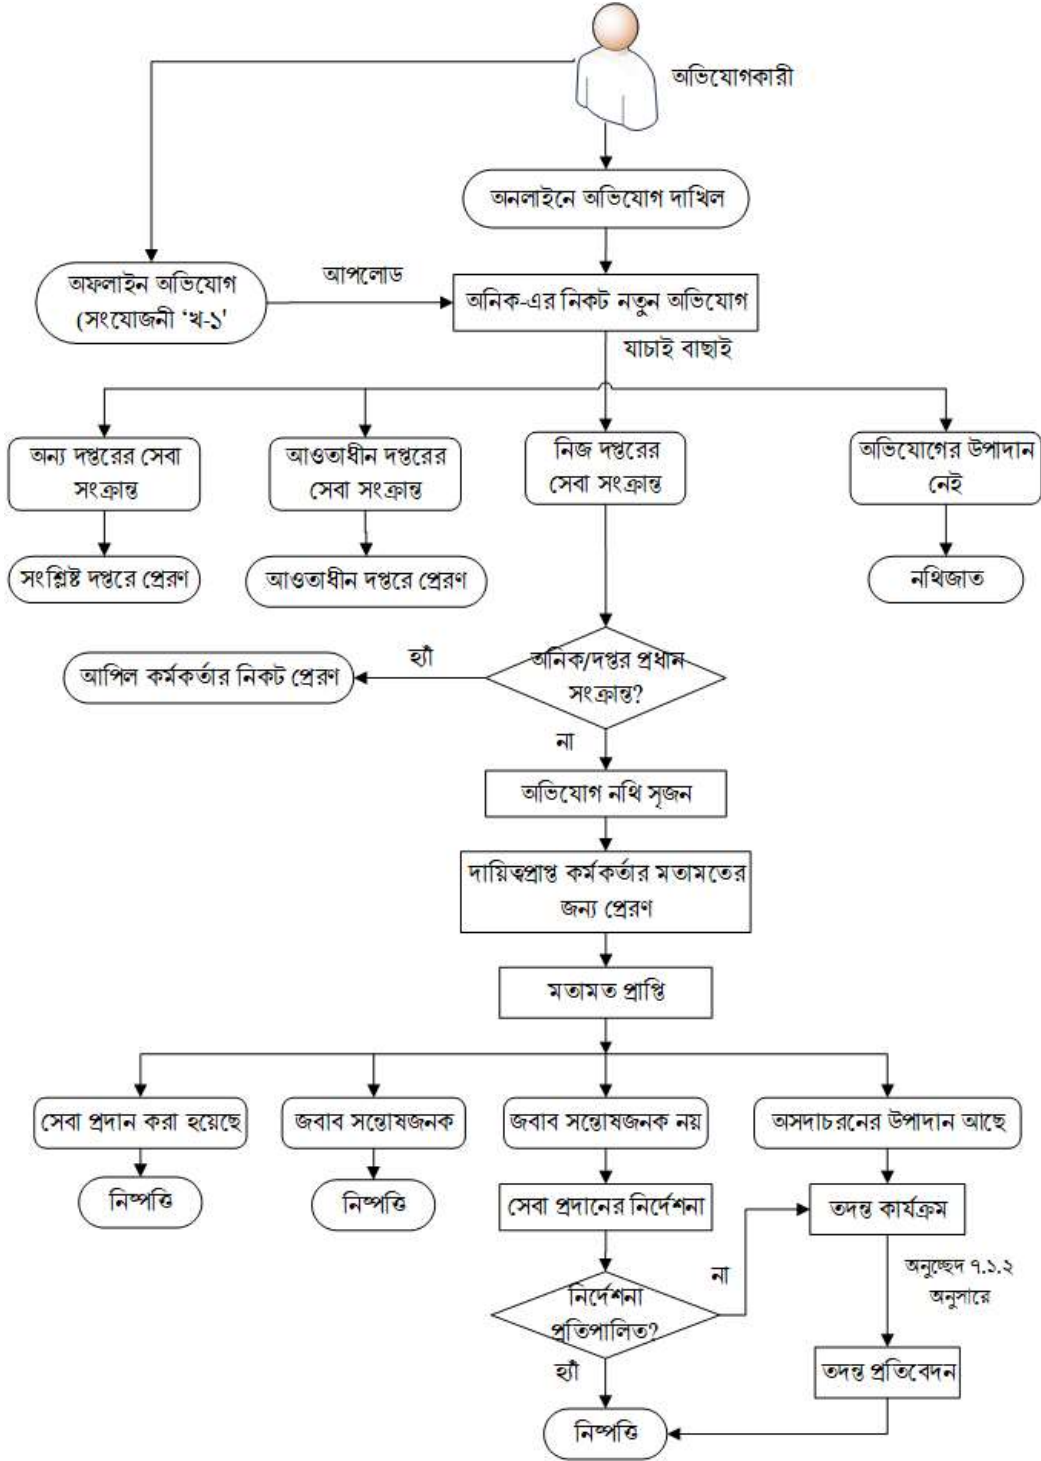 অভিযোগকারী
অনলাইনে অভিযোগ দাখিল
অফলাইন অভিযোগ
(সংযোজনী ‘খ-১'
আপলোড
অনিক-এর নিকট নতুন অভিযোগ
যাচাই বাছাই
অন্য দপ্তরের সেবা
সংক্রান্ত
আওতাধীন দপ্তরের
সেবা সংক্রান্ত
নিজ দপ্তরের
সেবা সংক্রান্ত
অভিযোগের উপাদান
নেই
সংশ্লিষ্ট দপ্তরে প্রেরণ
আওতাধীন দপ্তরে প্রেরণ
নথিজাত
আপিল কর্মকর্তার নিকট প্রেরণ
হ্যাঁ
অনিক/দপ্তর প্রধান
সংক্রান্ত?
না
অভিযোগ নথি সৃজন
দায়িত্বপ্রাপ্ত কর্মকর্তার মতামতের
জন্য প্রেরণ
মতামত প্রাপ্তি
সেবা প্রদান করা হয়েছে
জবাব সন্তোষজনক
জবাব সন্তোষজনক নয়
অসদাচরনের উপাদান আছে
নিষ্পত্তি
নিষ্পত্তি
সেবা প্রদানের নির্দেশনা
তদন্ত কার্যক্রম
না
অনুচ্ছেদ ৭.১.২
অনুসারে
নির্দেশনা
প্রতিপালিত?
হ্যাঁ
তদন্ত প্রতিবেদন
নিষ্পত্তি